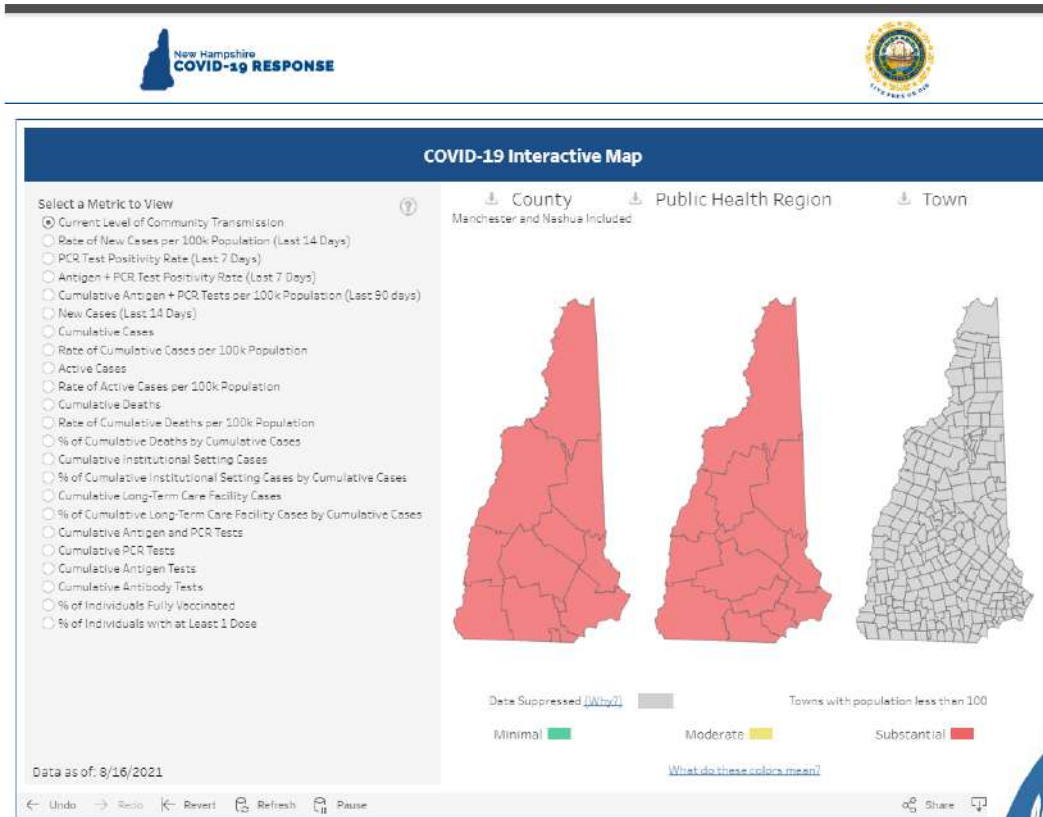 New Hampshire
COVID-19 RESPONSE
LIVE FREE OR DIE
COVID-19 Interactive Map
Select a Metric to View
Current Level of Community Transmission
Rate of New Cases per 100k Population (Last 14 Days)
PCR Test Positivity Rate (Last 7 Days)
Antigen + PCR Test Positivity Rate (Last 7 Days)
Cumulative Antigen + PCR Tests per 100k Population (Last 90 days)
New Cases (Last 14 Days)
Cumulative Cases
Rate of Cumulative Cases per 100k Population
Active Cases
Rate of Active Cases per 100k Population
Cumulative Deaths
Rate of Cumulative Deaths per 100k Population
% of Cumulative Deaths by Cumulative Cases
Cumulative Institutional Setting Cases
% of Cumulative Institutional Setting Cases by Cumulative Cases
Cumulative Long-Term Care Facility Cases
% of Cumulative Long-Term Care Facility Cases by Cumulative Cases
Cumulative Antigen and PCR Tests
Cumulative PCR Tests
Cumulative Antigen Tests
Cumulative Antibody Tests
% of Individuals Fully Vaccinated
% of Individuals with at Least 1 Dose
Data as of: 8/16/2021
County Public Health Region Town
Manchester and Nashua Included
Data Suppressed (Why?) Towns with population less than 100
Minimal Moderate Substantial
What do these colors mean?
Undo Redo Revert Refresh Pause Share